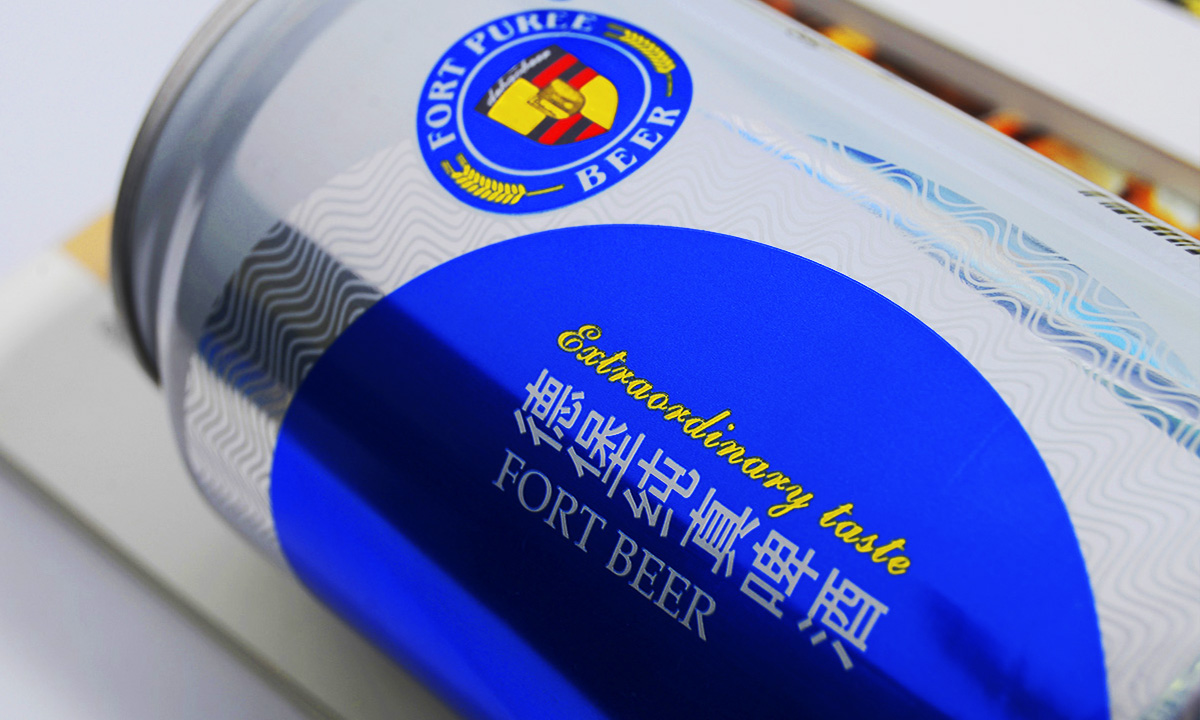 FORT PUREE
BEER
Extraordinary taste
德堡纯真啤酒
FORT BEER